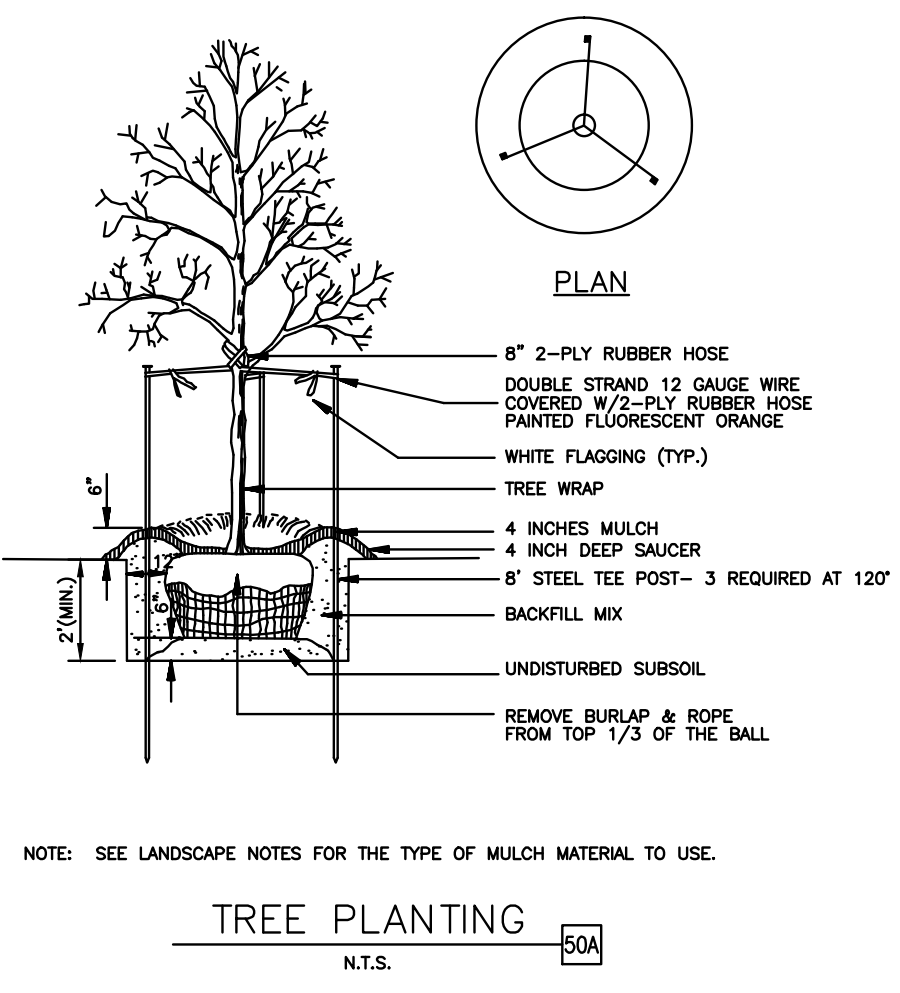 PLAN
8" 2-PLY RUBBER HOSE
DOUBLE STRAND 12 GAUGE WIRE
COVERED W/2-PLY RUBBER HOSE
PAINTED FLUORESCENT ORANGE
WHITE FLAGGING (TYP.)
TREE WRAP
6"
4 INCHES MULCH
4 INCH DEEP SAUCER
12"
8' STEEL TEE POST- 3 REQUIRED AT 120°
2'(MIN.)
6"
BACKFILL MIX
UNDISTURBED SUBSOIL
REMOVE BURLAP & ROPE
FROM TOP 1/3 OF THE BALL
NOTE: SEE LANDSCAPE NOTES FOR THE TYPE OF MULCH MATERIAL TO USE.
TREE PLANTING
50A
N.T.S.